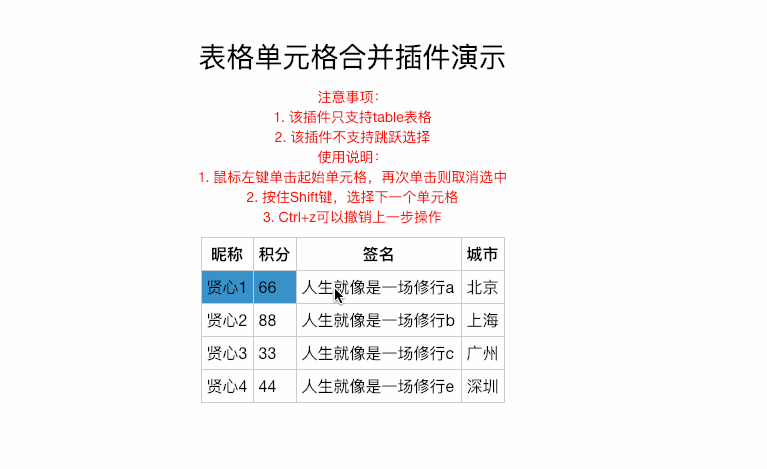 表格单元格合并插件演示
注意事项：
1. 该插件只支持table表格
2. 该插件不支持跳跃选择
使用说明：
1. 鼠标左键单击起始单元格，再次单击则取消选中
2. 按住Shift键，选择下一个单元格
3. Ctrl+z可以撤销上一步操作
昵称 积分 签名 城市
贤心1 66 人生就像是一场修行a 北京
贤心2 88 人生就像是一场修行b 上海
贤心3 33 人生就像是一场修行c 广州
贤心4 44 人生就像是一场修行e 深圳